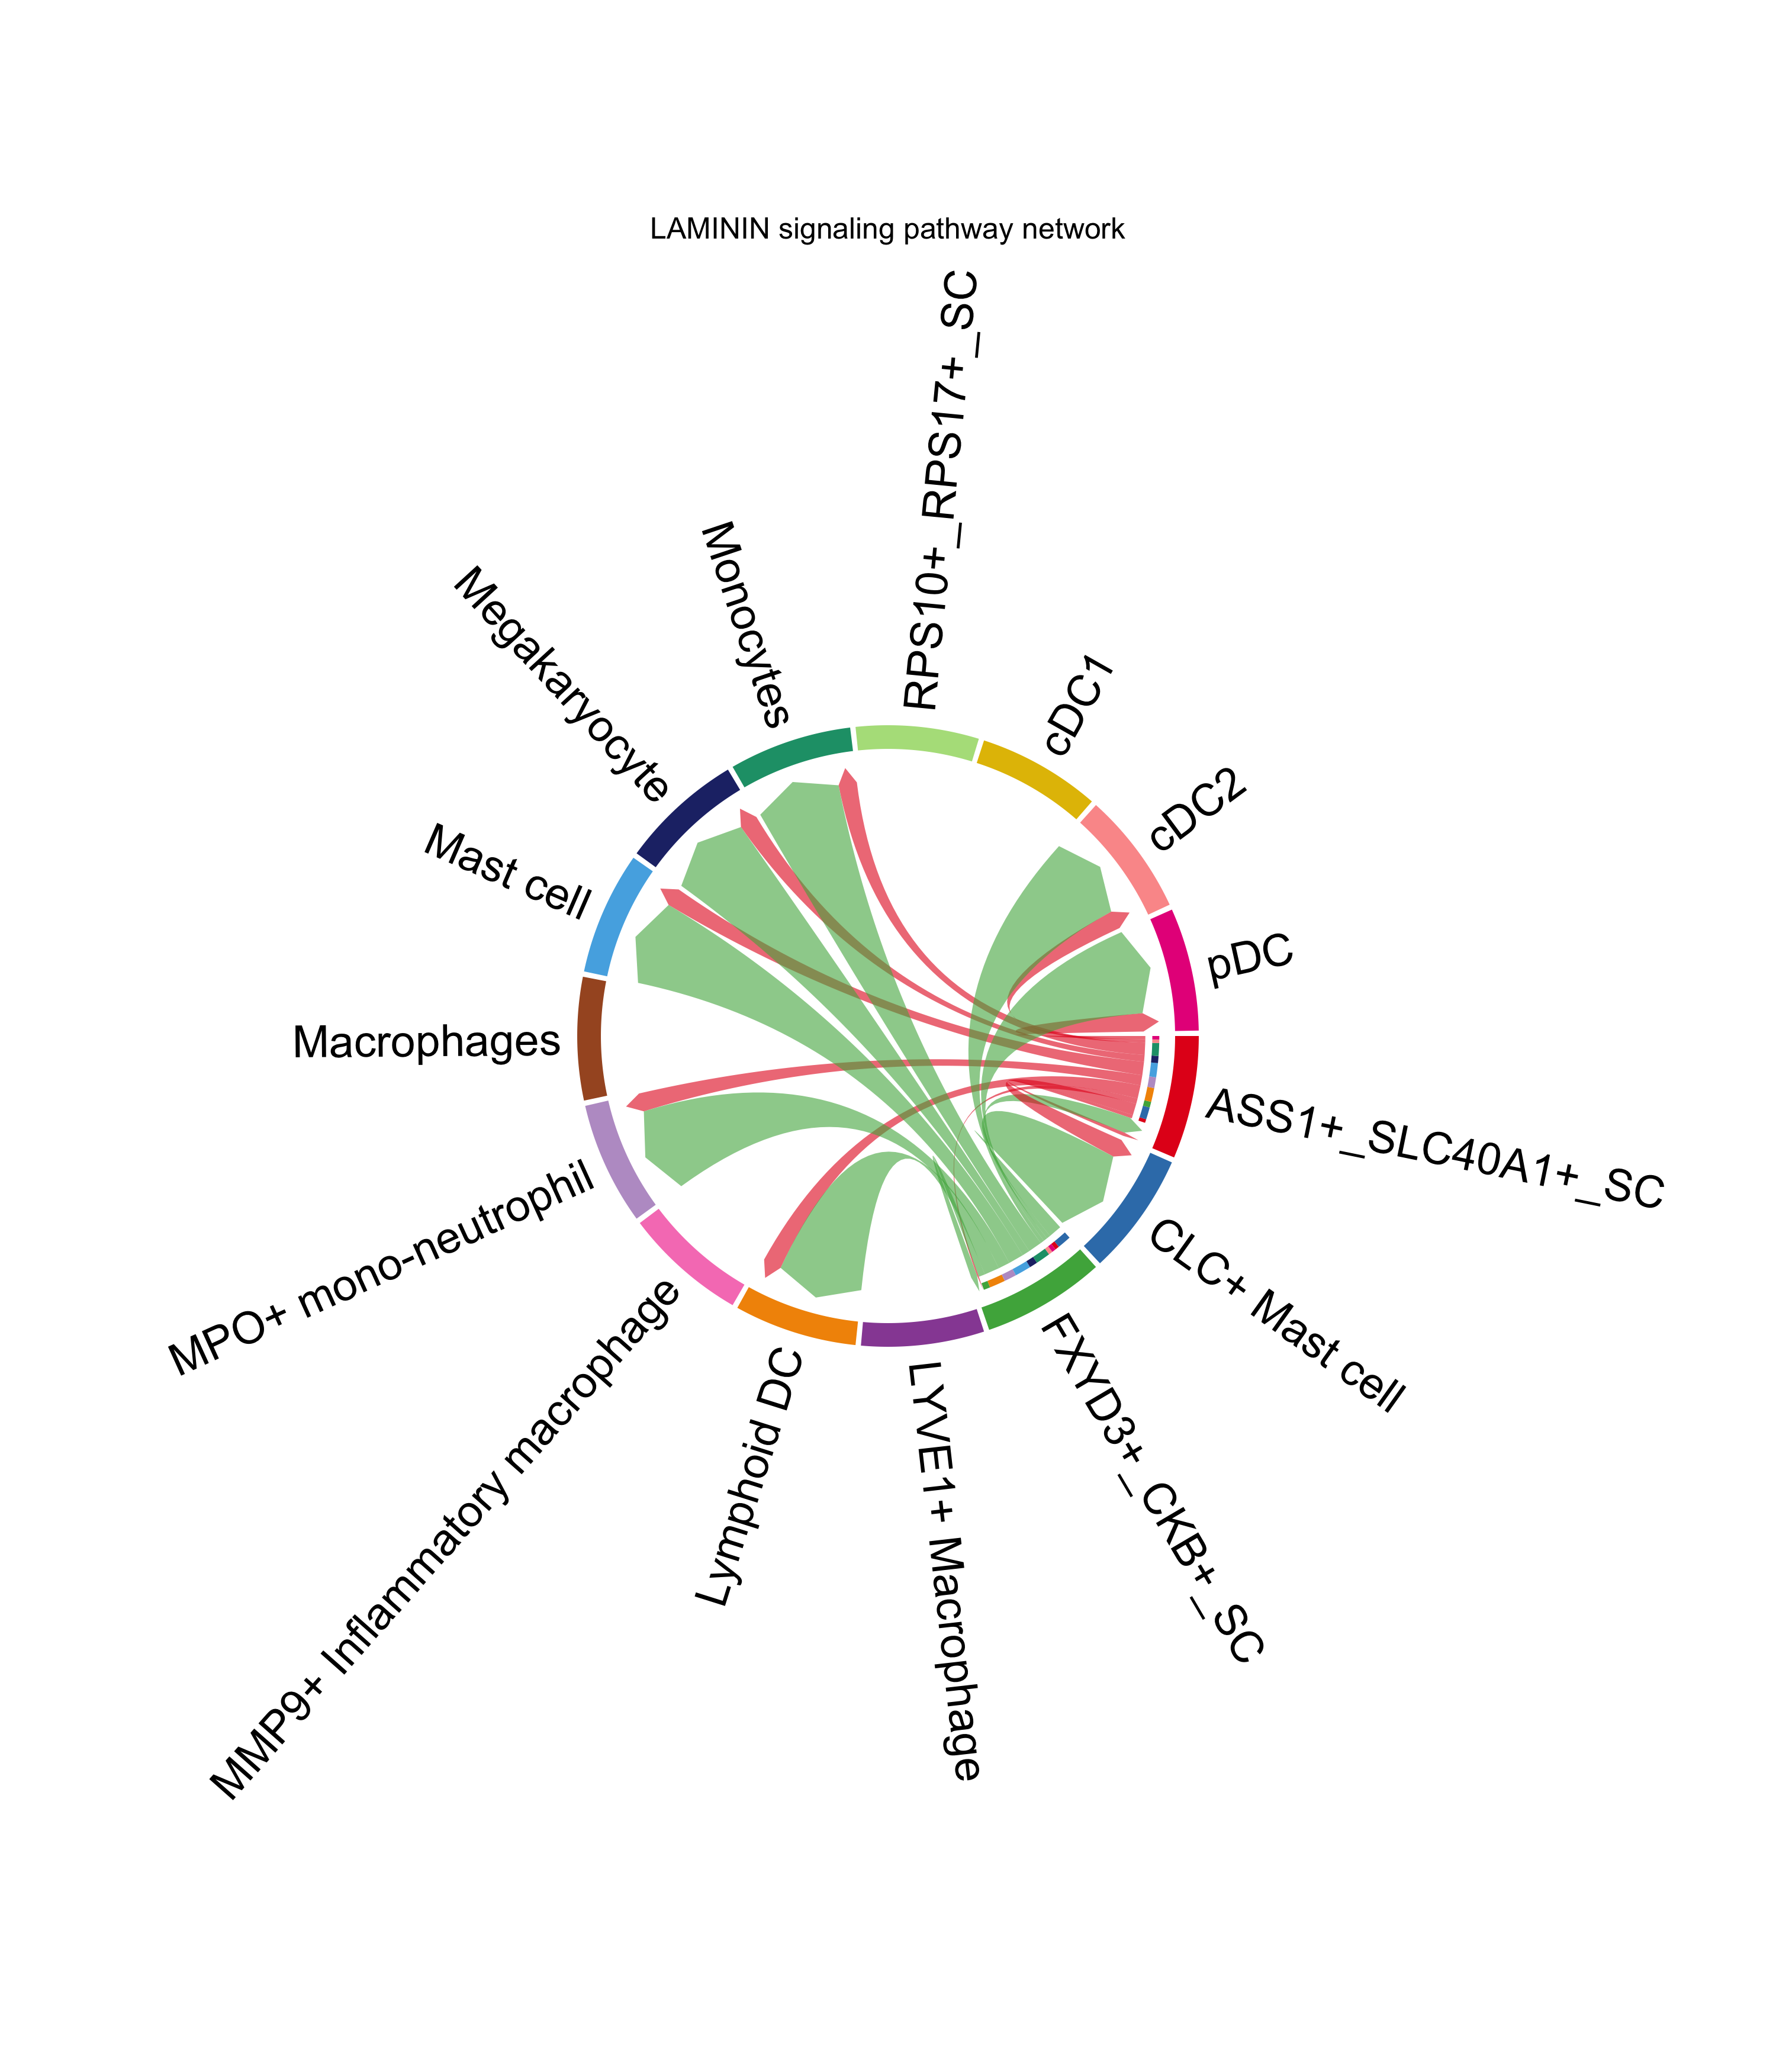 LAMININ signaling pathway network
RPS10+_RPS17+_SC
cDC1
cDC2
pDC
ASS1+_SLC40A1+_SC
CLC+ Mast cell
FXYD3+_CKB+_SC
LYVE1+ Macrophage
Lymphoid DC
MMP9+ Inflammatory macrophage
MPO+ mono-neutrophil
Macrophages
Mast cell
Megakaryocyte
Monocytes